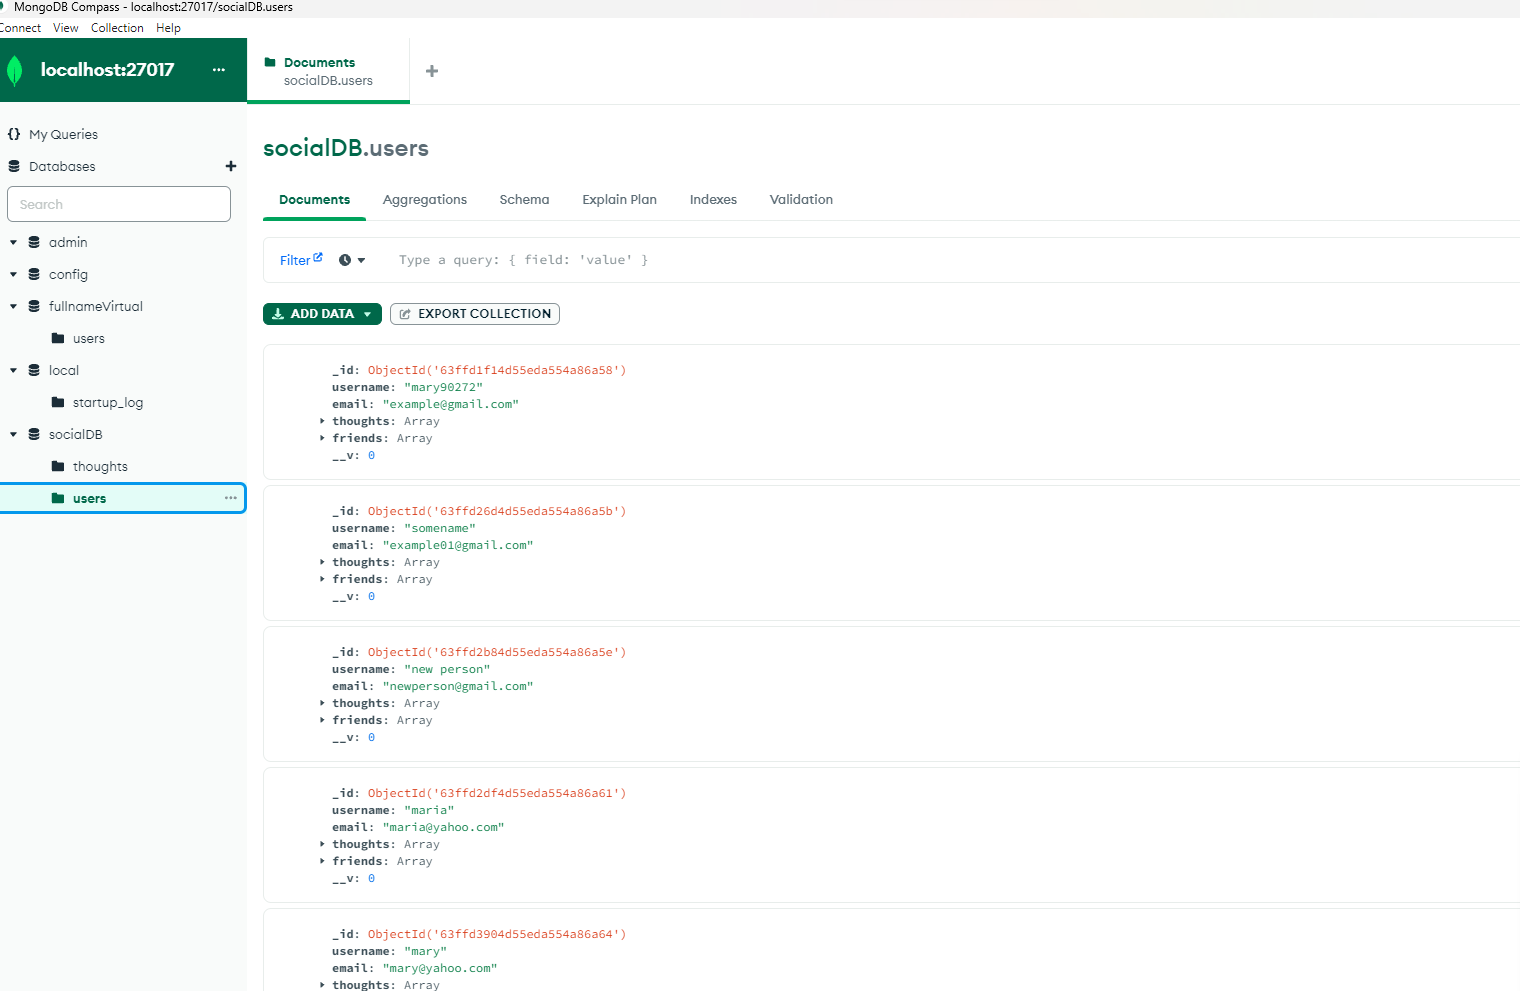 MongoDB Compass - localhost:27017/socialDB.users
Connect View Collection Help
localhost:27017 ...
Documents
socialDB.users
+
{} My Queries
Databases +
Search
admin
config
fullnameVirtual
users
local
startup_log
socialDB
thoughts
users ...
socialDB.users
Documents Aggregations Schema Explain Plan Indexes Validation
Filter Type a query: { field: 'value' }
ADD DATA EXPORT COLLECTION
_id: ObjectId('63ffd1f14d55eda554a86a58')
username: "mary90272"
email: "example@gmail.com"
thoughts: Array
friends: Array
__v: 0
_id: ObjectId('63ffd26d4d55eda554a86a5b')
username: "somename"
email: "example01@gmail.com"
thoughts: Array
friends: Array
__v: 0
_id: ObjectId('63ffd2b84d55eda554a86a5e')
username: "new person"
email: "newperson@gmail.com"
thoughts: Array
friends: Array
__v: 0
_id: ObjectId('63ffd2df4d55eda554a86a61')
username: "maria"
email: "maria@yahoo.com"
thoughts: Array
friends: Array
__v: 0
_id: ObjectId('63ffd3904d55eda554a86a64')
username: "mary"
email: "mary@yahoo.com"
thoughts: Array